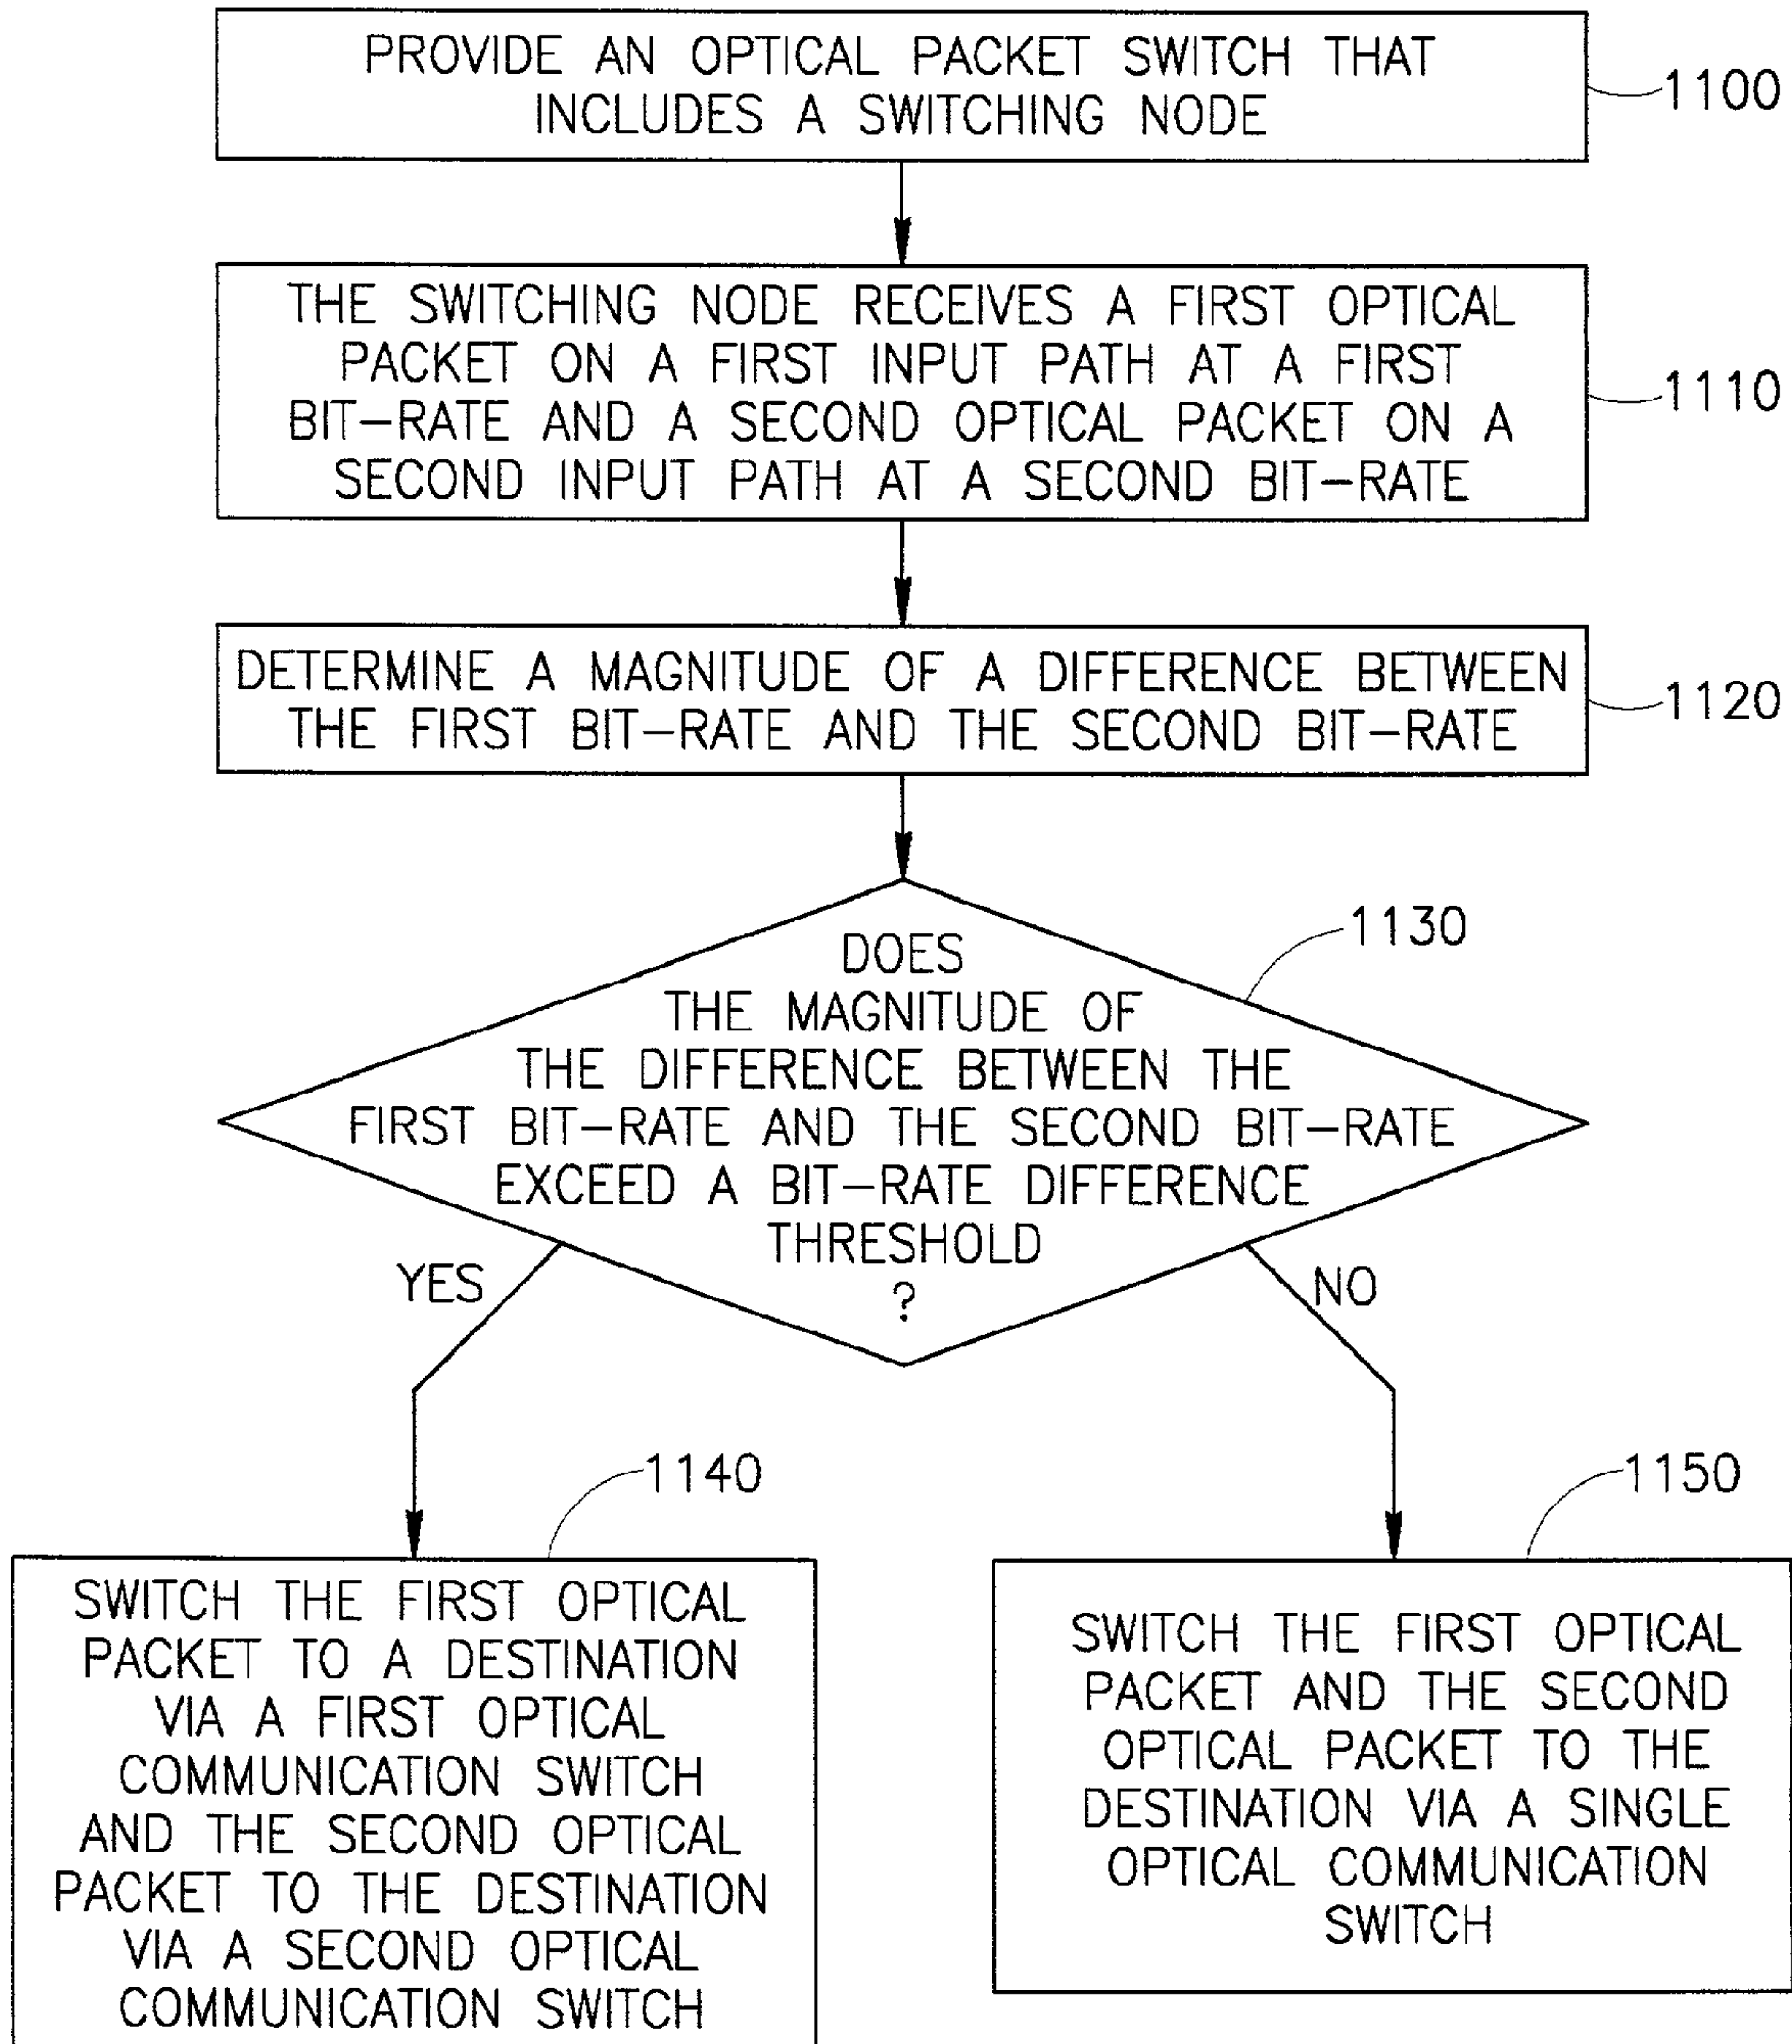 PROVIDE AN OPTICAL PACKET SWITCH THAT
INCLUDES A SWITCHING NODE
1100
THE SWITCHING NODE RECEIVES A FIRST OPTICAL
PACKET ON A FIRST INPUT PATH AT A FIRST
BIT-RATE AND A SECOND OPTICAL PACKET ON A
SECOND INPUT PATH AT A SECOND BIT-RATE
1110
DETERMINE A MAGNITUDE OF A DIFFERENCE BETWEEN
THE FIRST BIT-RATE AND THE SECOND BIT-RATE
1120
DOES
THE MAGNITUDE OF
THE DIFFERENCE BETWEEN THE
FIRST BIT-RATE AND THE SECOND BIT-RATE
EXCEED A BIT-RATE DIFFERENCE
THRESHOLD
?
1130
YES
NO
1140
SWITCH THE FIRST OPTICAL
PACKET TO A DESTINATION
VIA A FIRST OPTICAL
COMMUNICATION SWITCH
AND THE SECOND OPTICAL
PACKET TO THE DESTINATION
VIA A SECOND OPTICAL
COMMUNICATION SWITCH
1150
SWITCH THE FIRST OPTICAL
PACKET AND THE SECOND
OPTICAL PACKET TO THE
DESTINATION VIA A SINGLE
OPTICAL COMMUNICATION
SWITCH